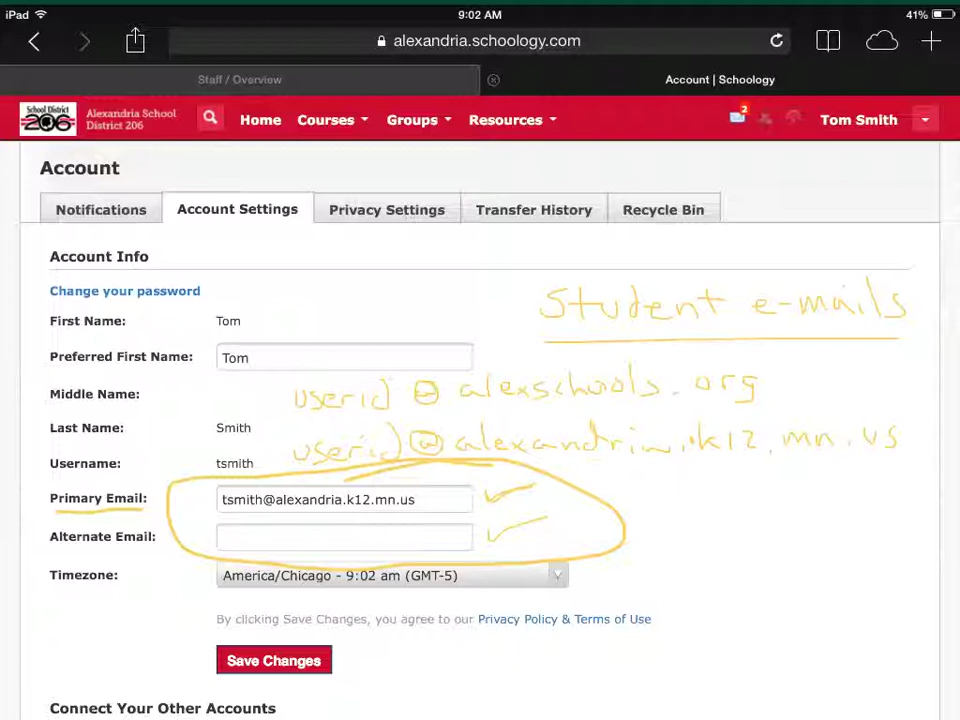 iPad 9:02 AM 41%
alexandria.schoology.com
Staff / Overview Account | Schoology
School District 206 Alexandria School District 206 Home Courses Groups Resources 2 Tom Smith
Account
Notifications Account Settings Privacy Settings Transfer History Recycle Bin
Account Info
Change your password
Student e-mails
First Name: Tom
Preferred First Name: Tom
userid @ alexschools.org
Middle Name:
Last Name: Smith
userid @ alexandria.k12.mn.us
Username: tsmith
Primary Email: tsmith@alexandria.k12.mn.us
Alternate Email:
Timezone: America/Chicago - 9:02 am (GMT-5)
By clicking Save Changes, you agree to our Privacy Policy & Terms of Use
Save Changes
Connect Your Other Accounts